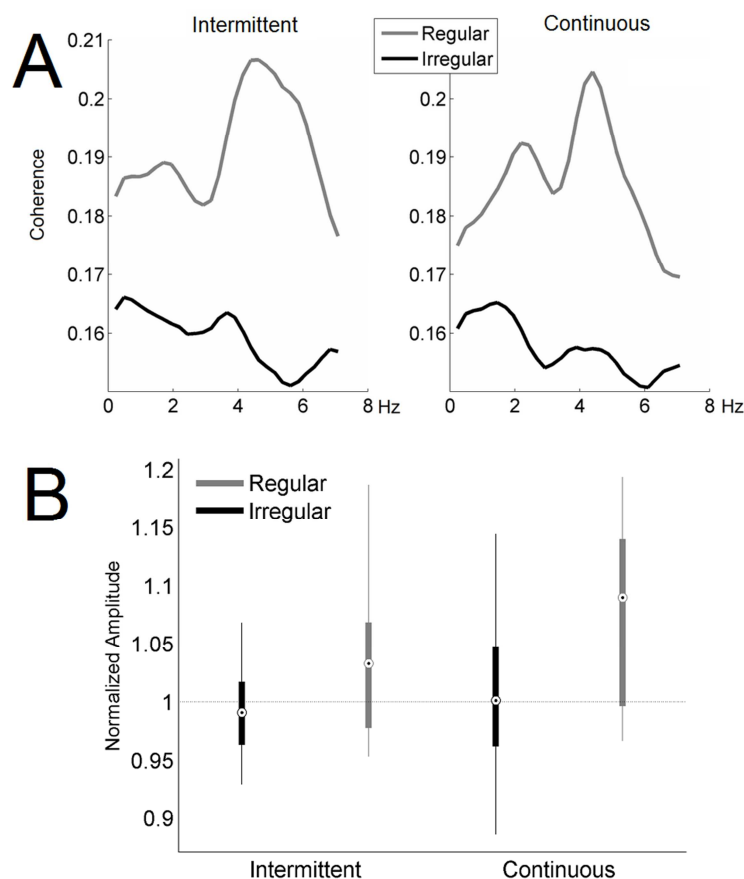 A
Intermittent
Continuous
Regular
Irregular
Coherence
0.21
0.2
0.19
0.18
0.17
0.16
0 2 4 6 8 Hz
0.2
0.19
0.18
0.17
0.16
0 2 4 6 8 Hz
B
Regular
Irregular
Normalized Amplitude
1.2
1.15
1.1
1.05
1
0.95
0.9
Intermittent
Continuous